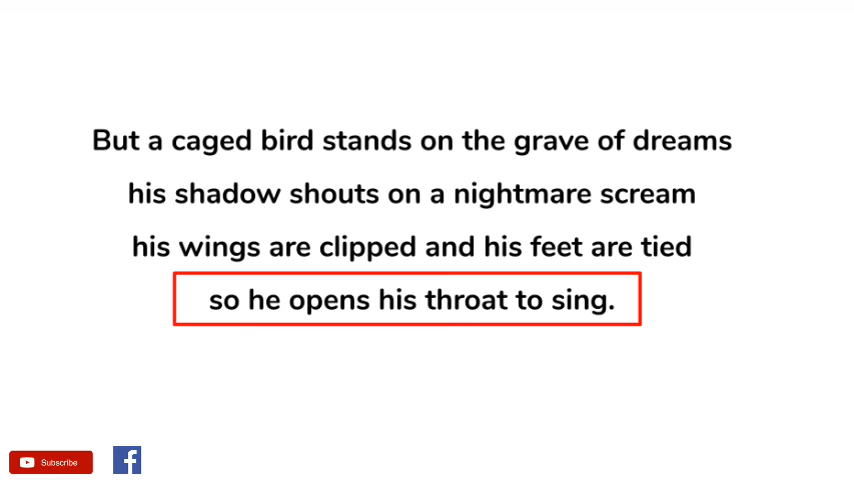 But a caged bird stands on the grave of dreams
his shadow shouts on a nightmare scream
his wings are clipped and his feet are tied
so he opens his throat to sing.
Subscribe